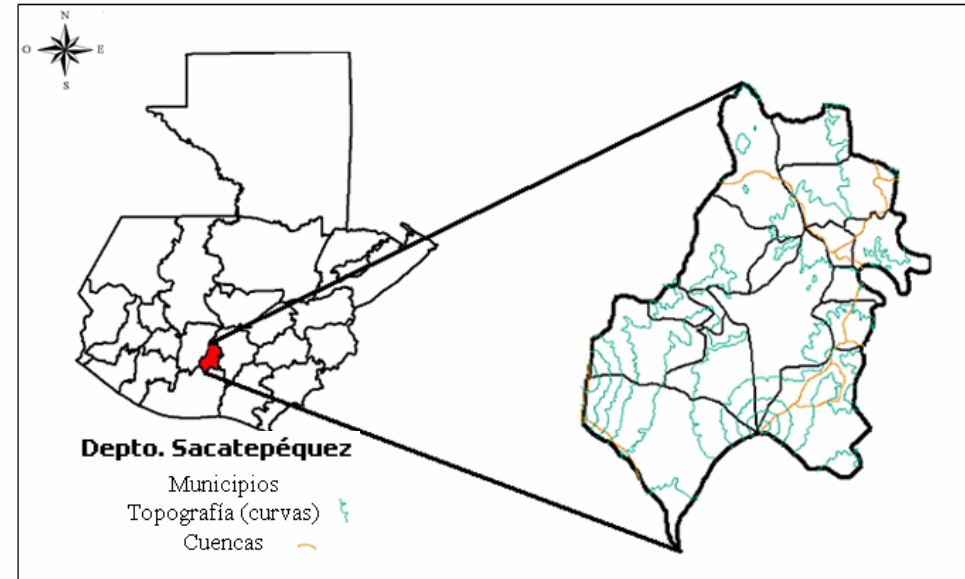 N
O E
S
Depto. Sacatepéquez
Municipios
Topografía (curvas)
Cuencas